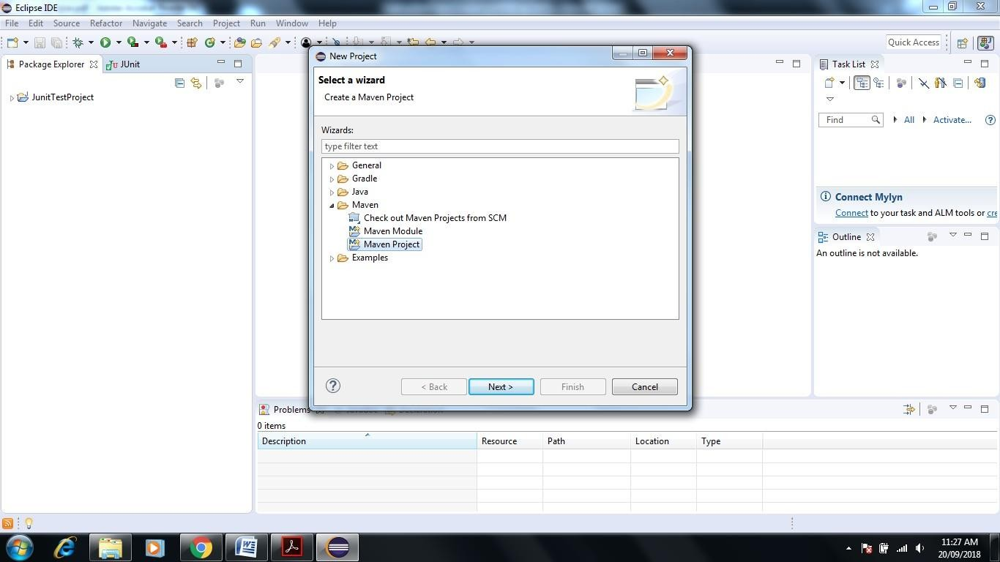 Eclipse IDE
File Edit Source Refactor Navigate Search Project Run Window Help
Quick Access
Package Explorer
JUnit
JunitTestProject
New Project
Select a wizard
Create a Maven Project
Wizards:
type filter text
General
Gradle
Java
Maven
Check out Maven Projects from SCM
Maven Module
Maven Project
Examples
< Back
Next >
Finish
Cancel
Task List
Find
All
Activate...
Connect Mylyn
Connect to your task and ALM tools or cre
Outline
An outline is not available.
Problems
0 items
Description Resource Path Location Type
11:27 AM
20/09/2018